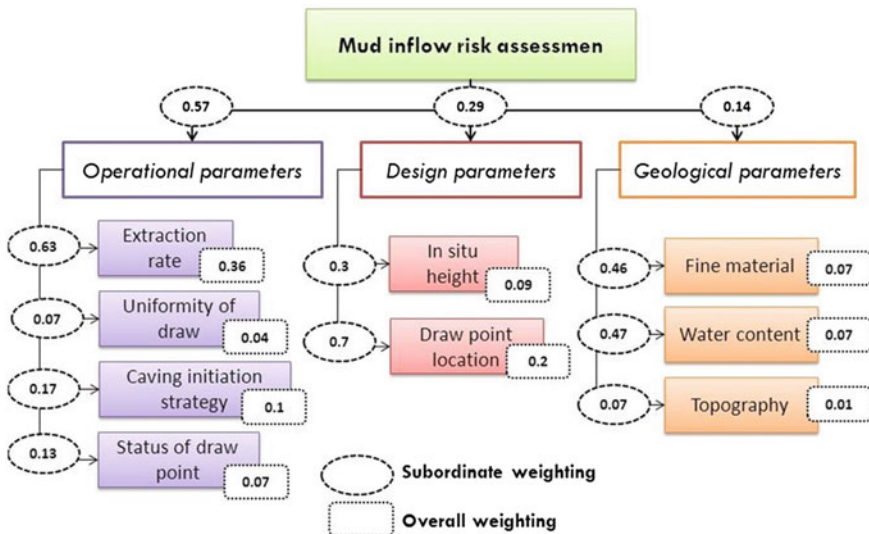 Mud inflow risk assessmen
0.57
0.29
0.14
Operational parameters
Design parameters
Geological parameters
0.63
Extraction
rate
0.36
0.07
Uniformity of
draw
0.04
0.17
Caving initiation
strategy
0.1
0.13
Status of draw
point
0.07
0.3
In situ
height
0.09
0.7
Draw point
location
0.2
0.46
Fine material
0.07
0.47
Water content
0.07
0.07
Topography
0.01
Subordinate weighting
Overall weighting